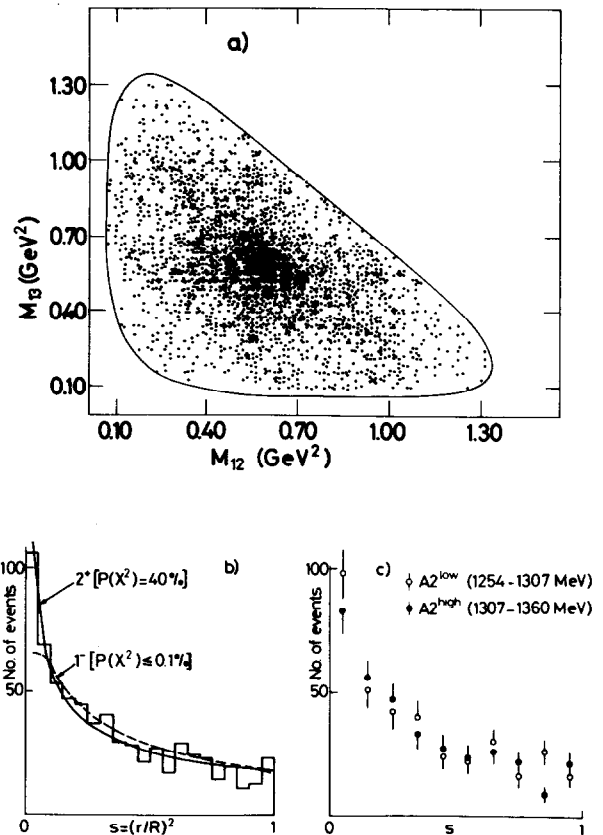 a)
1.30
1.00
0.70
0.40
0.10
M13 (GeV²)
0.10 0.40 0.70 1.00 1.30
M12 (GeV²)
b)
100
50
No. of events
2⁺ [P(X²)=40%]
1⁻ [P(X²)≤0.1%]
0 1
s=(r/R)²
c)
100
50
No. of events
A2low (1254-1307 MeV)
A2high (1307-1360 MeV)
0 s 1